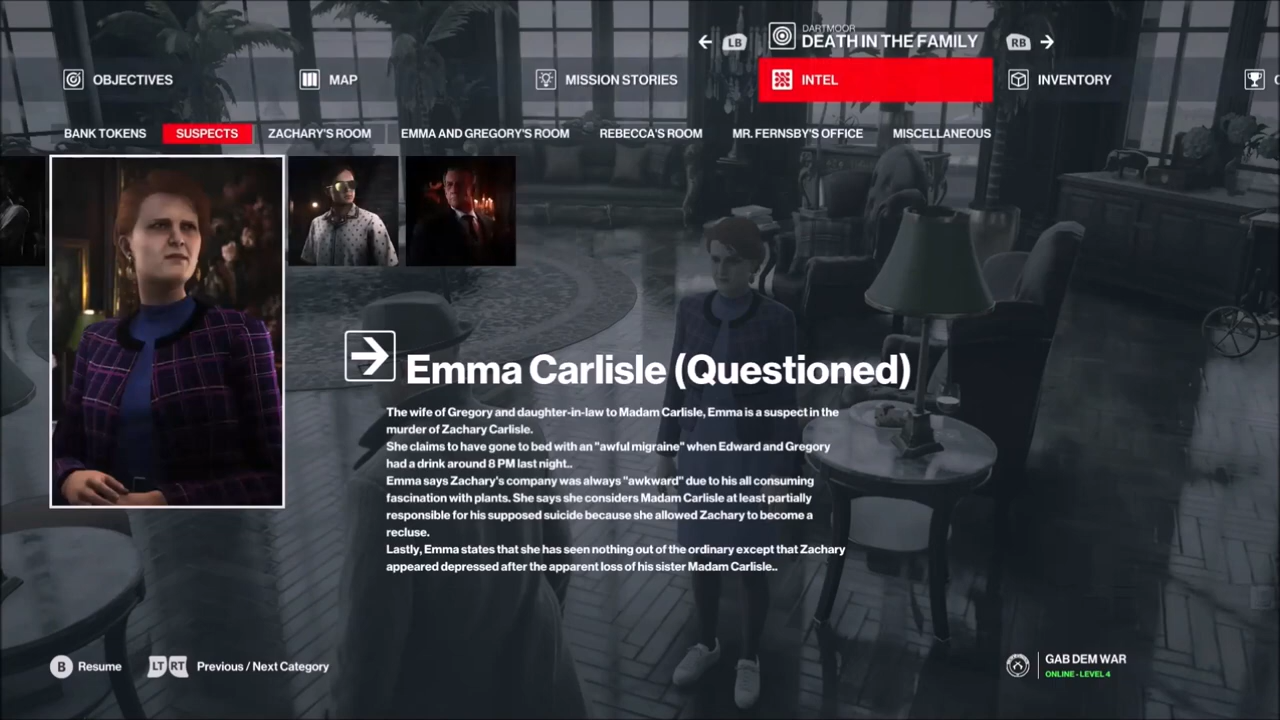 DARTMOOR
LB DEATH IN THE FAMILY RB
OBJECTIVES MAP MISSION STORIES INTEL INVENTORY C
BANK TOKENS SUSPECTS ZACHARY'S ROOM EMMA AND GREGORY'S ROOM REBECCA'S ROOM MR. FERNSBY'S OFFICE MISCELLANEOUS
Emma Carlisle (Questioned)
The wife of Gregory and daughter-in-law to Madam Carlisle, Emma is a suspect in the
murder of Zachary Carlisle.
She claims to have gone to bed with an "awful migraine" when Edward and Gregory
had a drink around 8 PM last night..
Emma says Zachary's company was always "awkward" due to his all consuming
fascination with plants. She says she considers Madam Carlisle at least partially
responsible for his supposed suicide because she allowed Zachary to become a
recluse.
Lastly, Emma states that she has seen nothing out of the ordinary except that Zachary
appeared depressed after the apparent loss of his sister Madam Carlisle..
B Resume LT RT Previous / Next Category
GAB DEM WAR
ONLINE - LEVEL 4